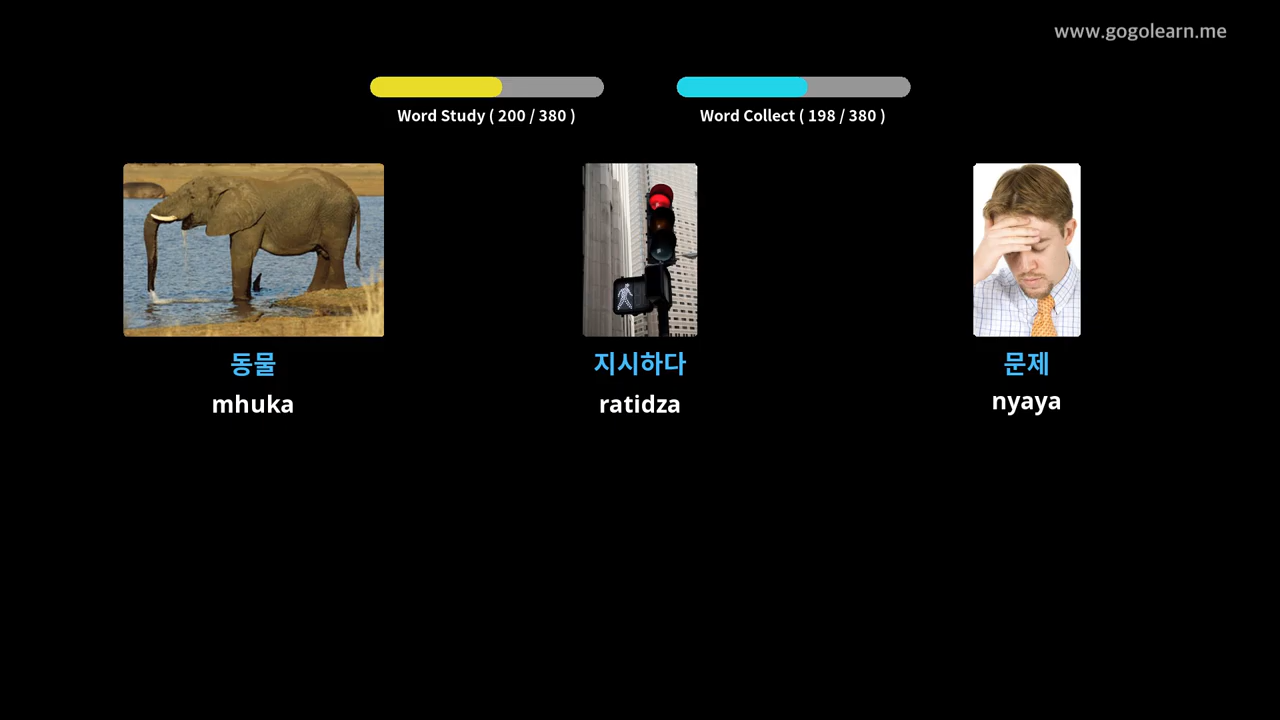 www.gogolearn.me
Word Study ( 200 / 380 )
Word Collect ( 198 / 380 )
동물
지시하다
문제
mhuka
ratidza
nyaya